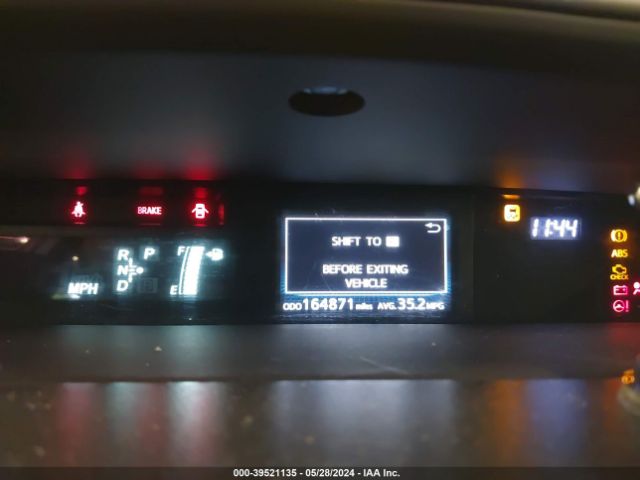 BRAKE
11:44
SHIFT TO P
BEFORE EXITING
VEHICLE
ODO 164871 miles AVG. 35.2 MPG
R P
N
D
MPH
F
E
ABS
CHECK
000-39521135 - 05/28/2024 - IAA Inc.